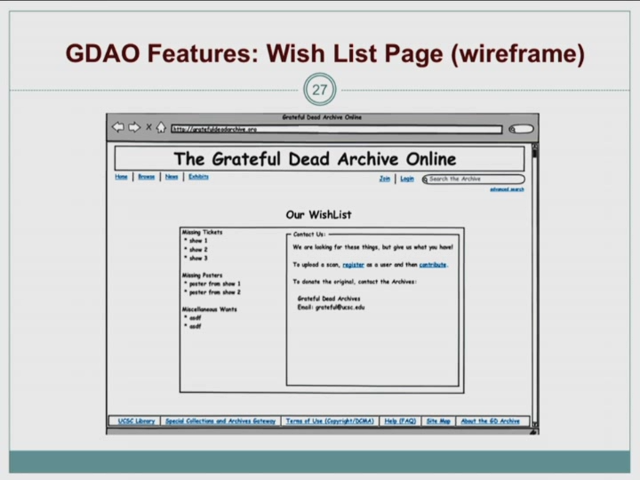 GDAO Features: Wish List Page (wireframe)
27
Grateful Dead Archive Online
http://gratefuldeadarchive.org
The Grateful Dead Archive Online
Home | Browse | News | Exhibits
Join | Login
Search the Archive
advanced search
Our WishList
Missing Tickets
* show 1
* show 2
* show 3
Missing Posters
* poster from show 1
* poster from show 2
Miscellaneous Wants
* asdf
* asdf
Contact Us:
We are looking for these things, but give us what you have!
To upload a scan, register as a user and then contribute.
To donate the original, contact the Archives:
Grateful Dead Archives
Email: grateful@ucsc.edu
UCSC Library | Special Collections and Archives Gateway | Terms of Use (Copyright/DCMA) | Help (FAQ) | Site Map | About the GD Archive